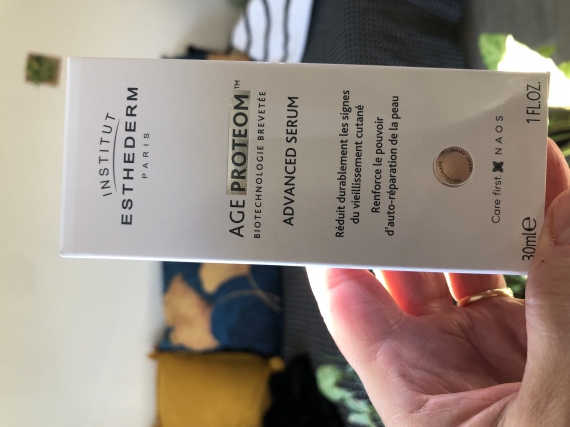 INSTITUT
ESTHEDERM
PARIS
AGE PROTEOM™
BIOTECHNOLOGIE BREVETÉE
ADVANCED SERUM
Réduit durablement les signes
du vieillissement cutané
Renforce le pouvoir
d'auto-réparation de la peau
Care first. NAOS
30ml℮ 1 FL.OZ.